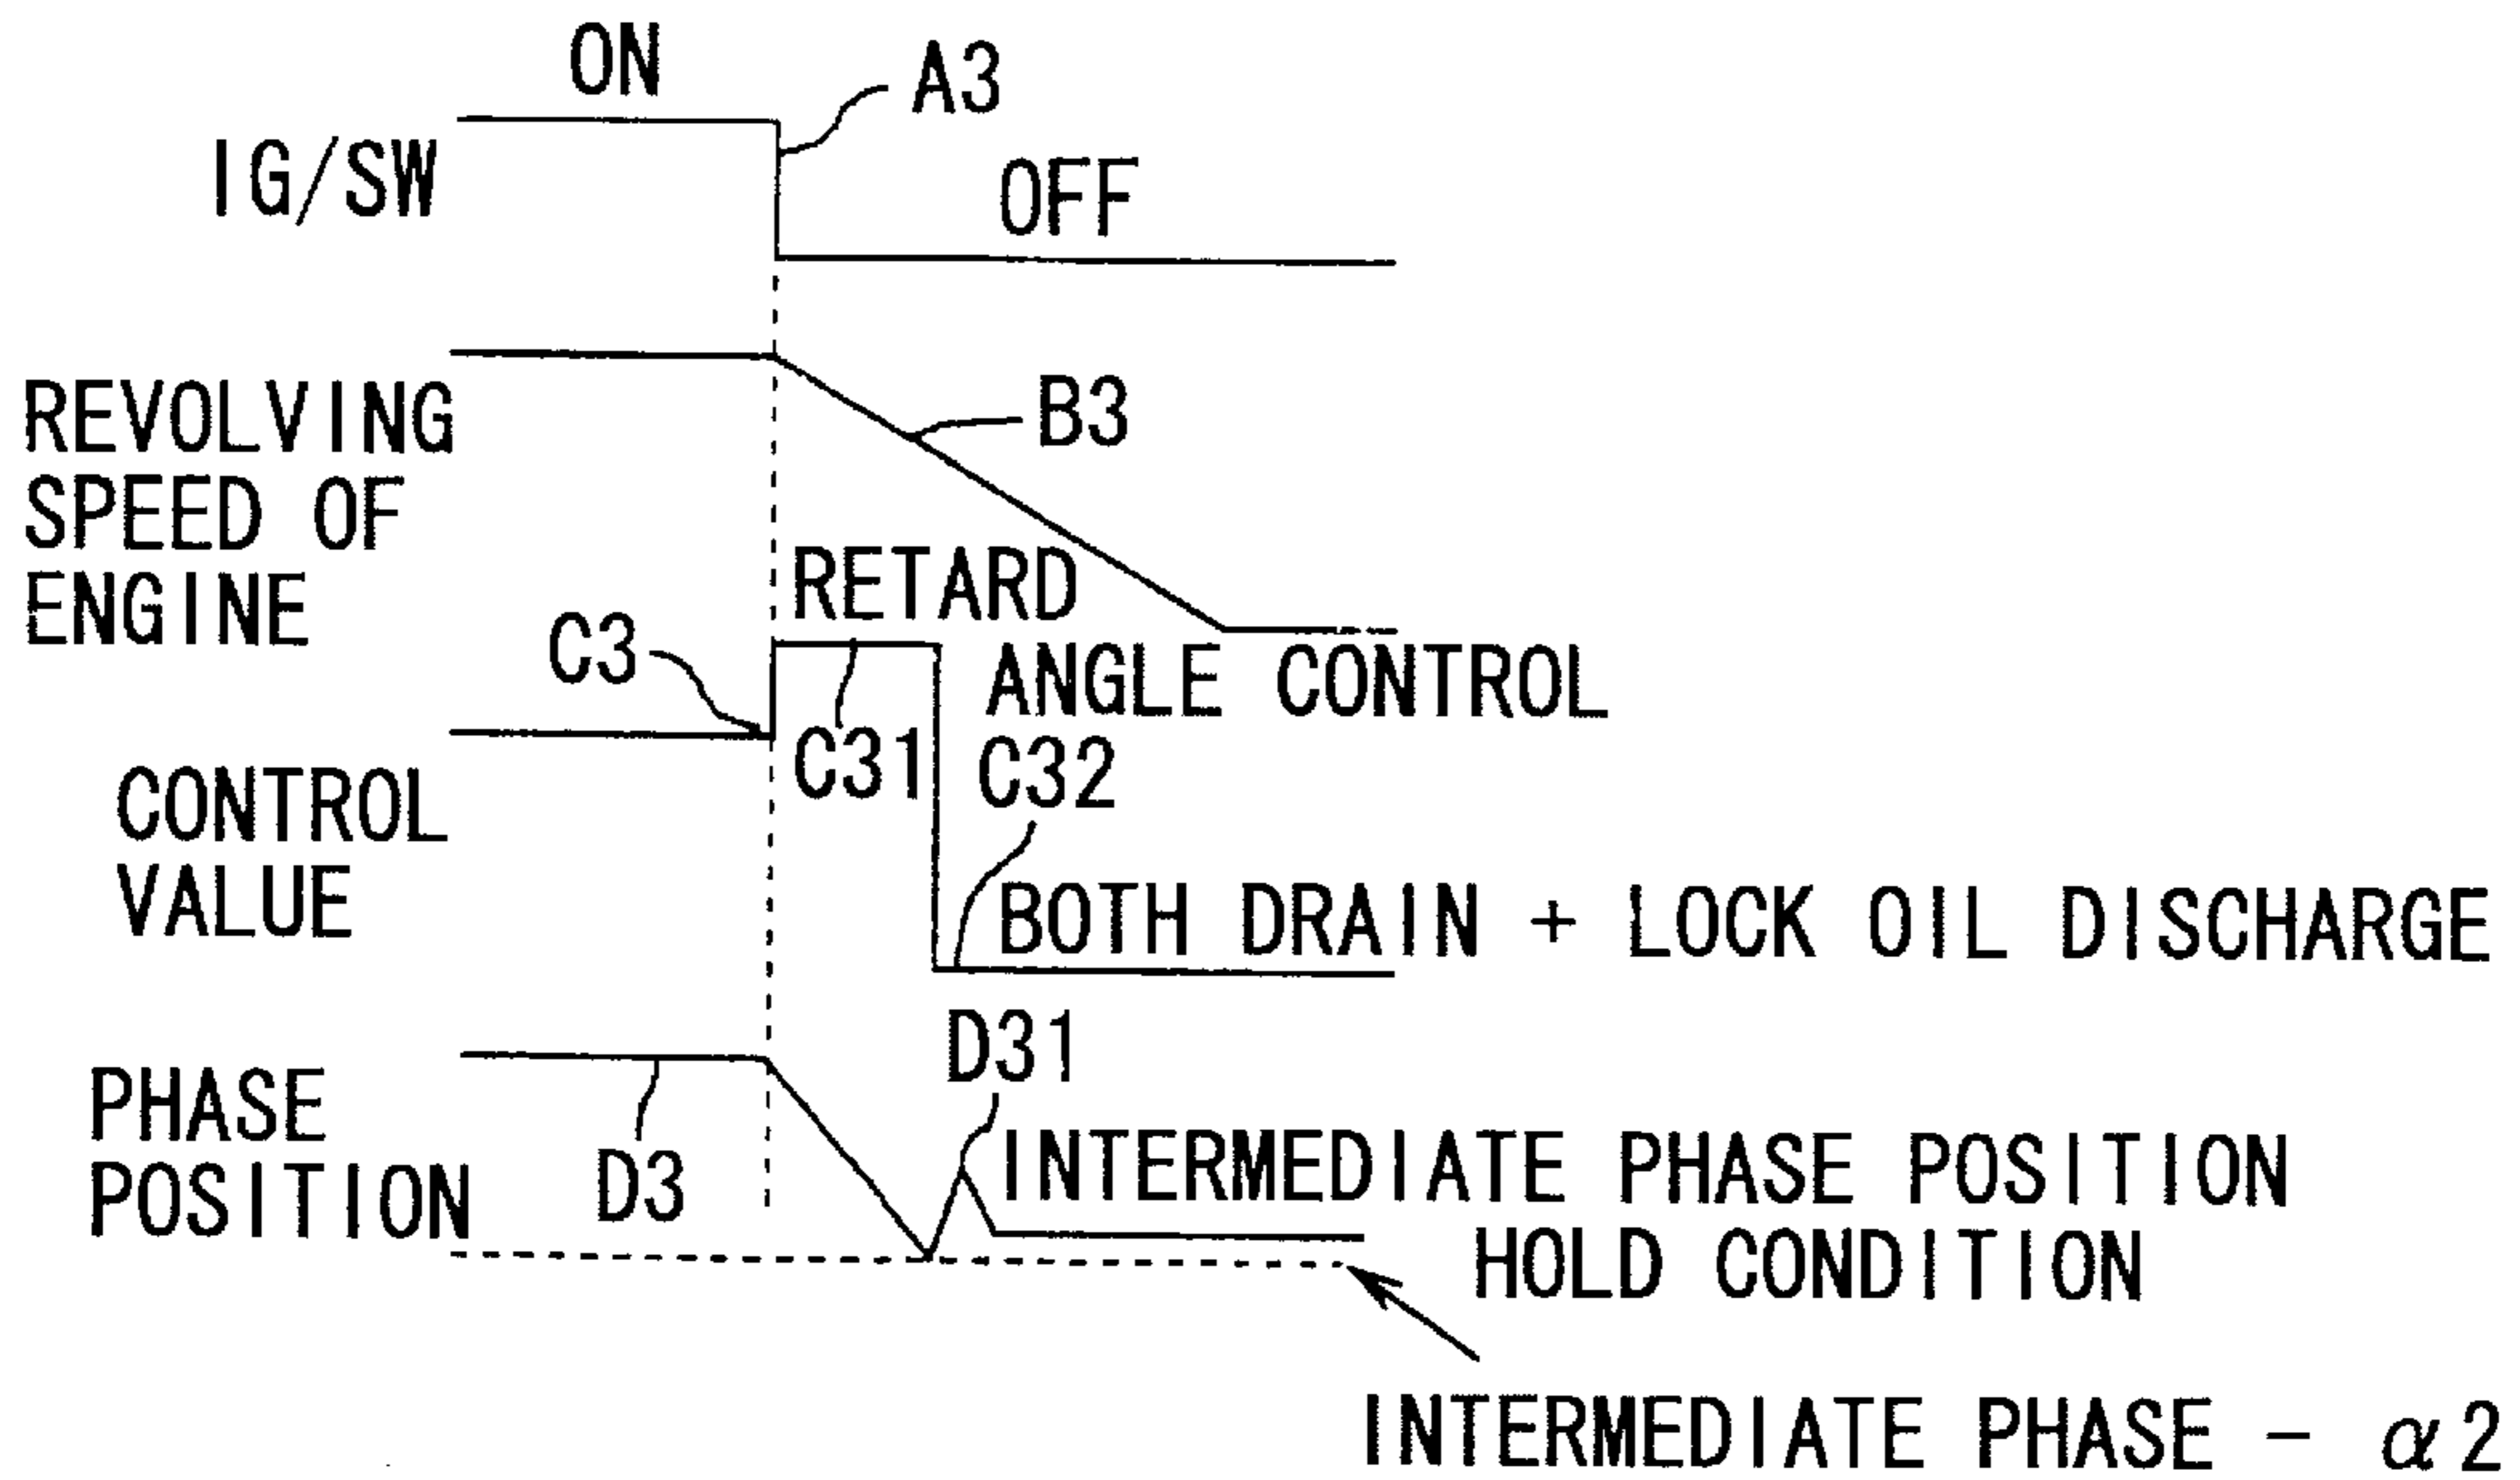 ON
A3
IG/SW
OFF
REVOLVING
SPEED OF
ENGINE
B3
RETARD
ANGLE CONTROL
C3
C31
C32
CONTROL
VALUE
BOTH DRAIN + LOCK OIL DISCHARGE
D31
PHASE
POSITION
D3
INTERMEDIATE PHASE POSITION
HOLD CONDITION
INTERMEDIATE PHASE - α2